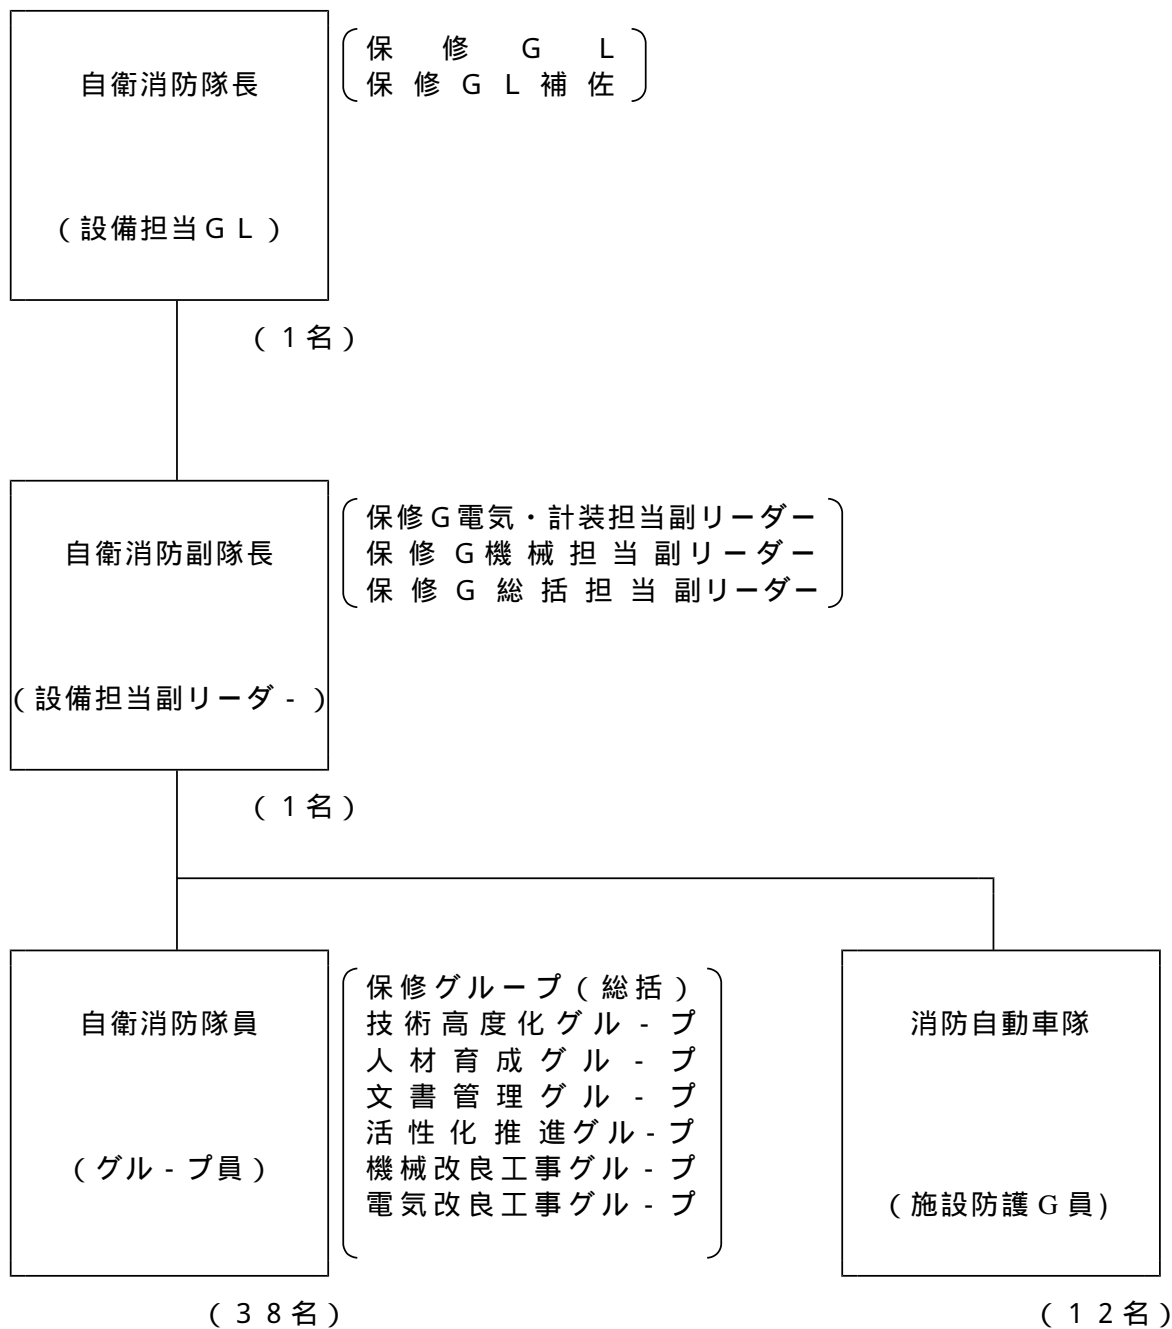 自衛消防隊長
保修GL
保修GL補佐
（設備担当GL）
（1名）
自衛消防副隊長
保修G電気・計装担当副リーダー
保修G機械担当副リーダー
保修G総括担当副リーダー
（設備担当副リーダ-）
（1名）
自衛消防隊員
保修グループ（総括）
技術高度化グル-プ
人材育成グル-プ
文書管理グル-プ
活性化推進グル-プ
機械改良工事グル-プ
電気改良工事グル-プ
（グル-プ員）
（38名）
消防自動車隊
（施設防護G員)
（12名）